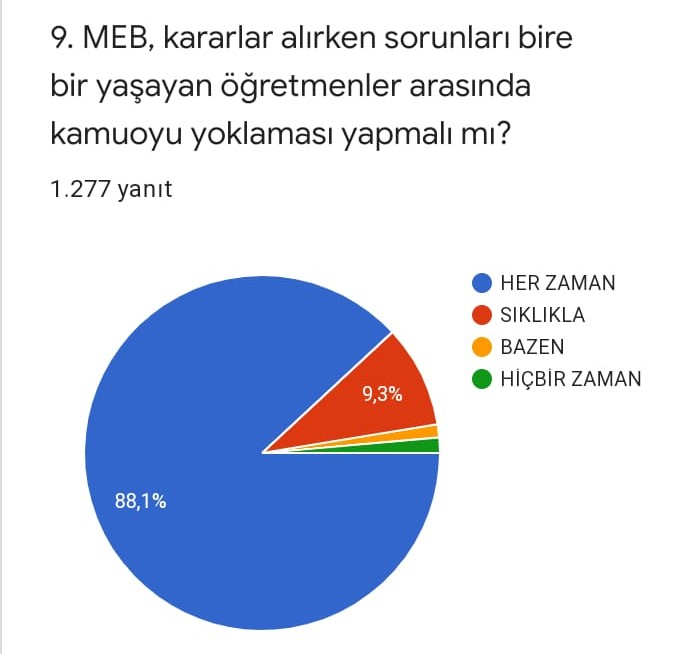 9. MEB, kararlar alırken sorunları bire
bir yaşayan öğretmenler arasında
kamuoyu yoklaması yapmalı mı?
1.277 yanıt
HER ZAMAN
SIKLIKLA
BAZEN
HİÇBİR ZAMAN
9,3%
88,1%